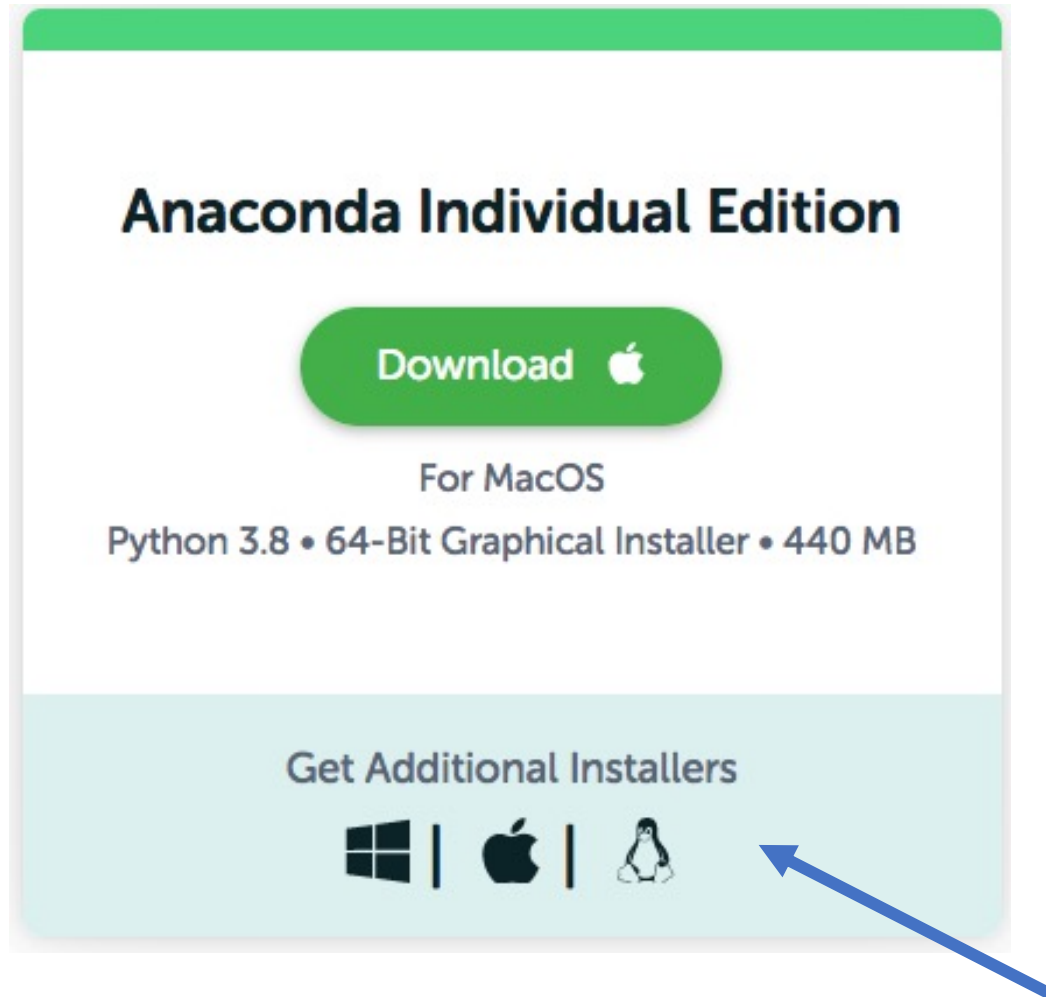 Anaconda Individual Edition
Download
For MacOS
Python 3.8 • 64-Bit Graphical Installer • 440 MB
Get Additional Installers
| |